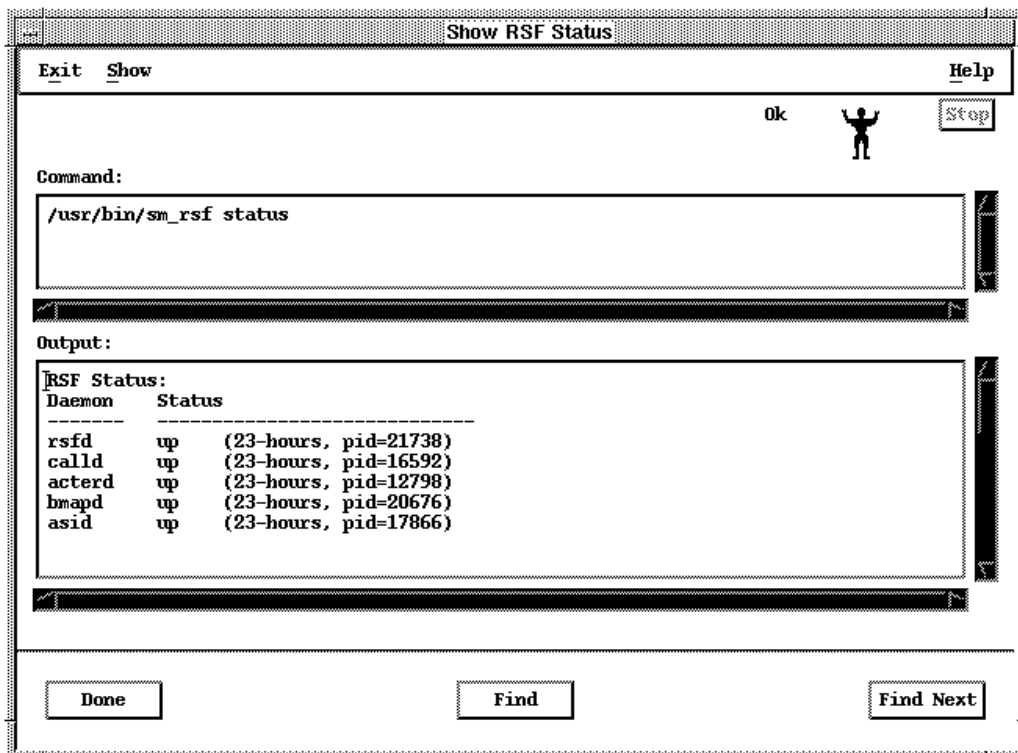 Show RSF Status
Exit Show Help
Ok Stop
Command:
/usr/bin/sm_rsf status
Output:
RSF Status:
Daemon Status
------- -----------------------------
rsfd up (23-hours, pid=21738)
calld up (23-hours, pid=16592)
acterd up (23-hours, pid=12798)
bmapd up (23-hours, pid=20676)
asid up (23-hours, pid=17866)
Done Find Find Next